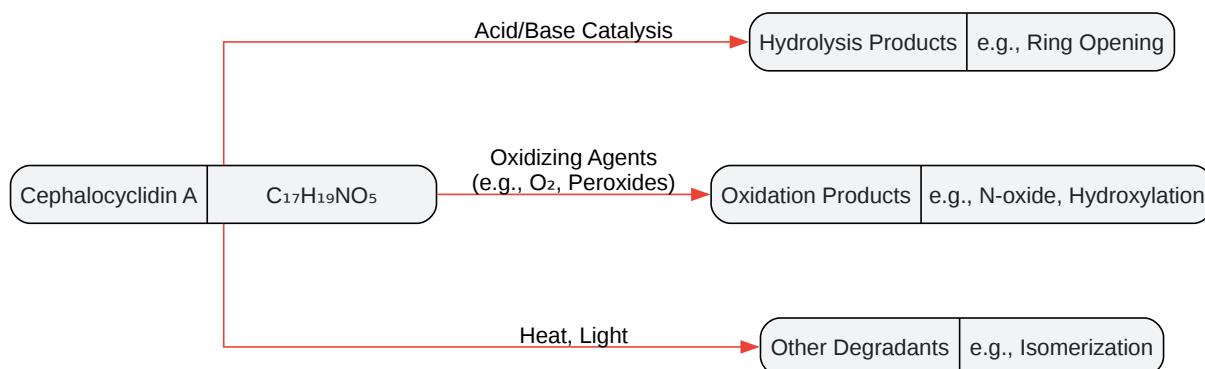 Acid/Base Catalysis
Hydrolysis Products
e.g., Ring Opening
Cephalocyclidin A
C₁₇H₁₉NO₅
Oxidizing Agents
(e.g., O₂, Peroxides)
Oxidation Products
e.g., N-oxide, Hydroxylation
Heat, Light
Other Degradants
e.g., Isomerization